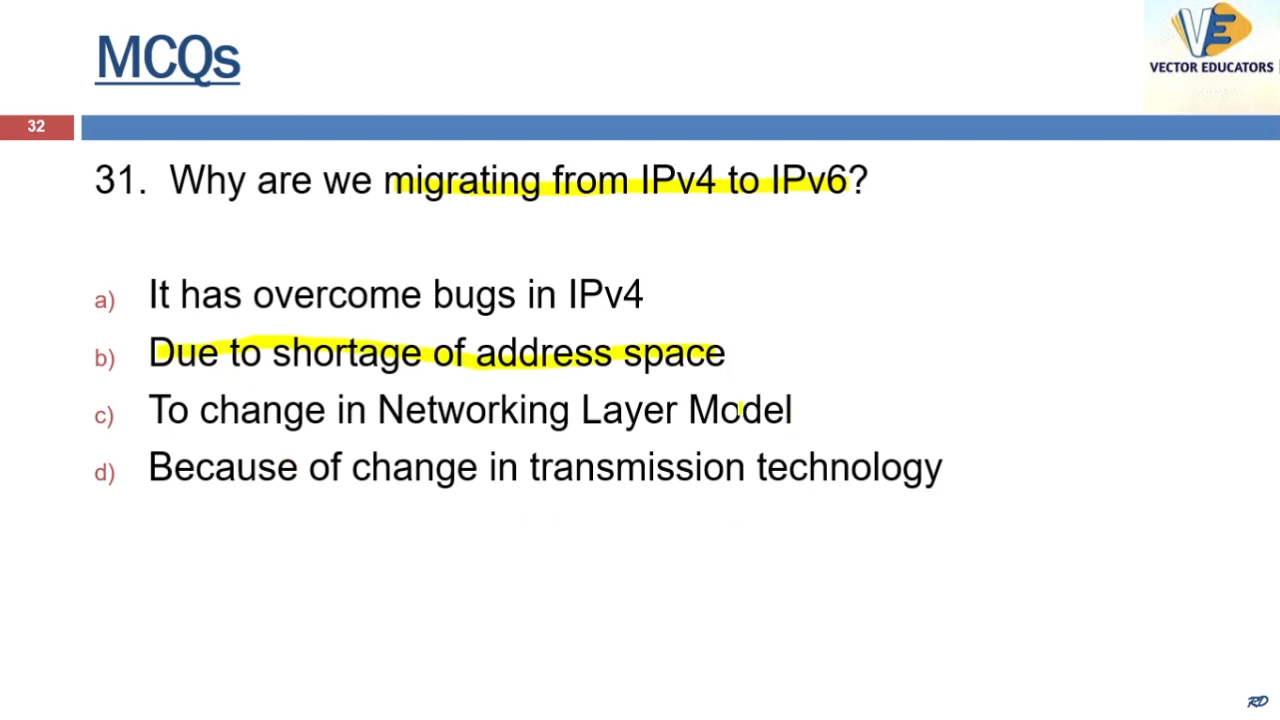 MCQs
VE
VECTOR EDUCATORS
32
31. Why are we migrating from IPv4 to IPv6?
a) It has overcome bugs in IPv4
b) Due to shortage of address space
c) To change in Networking Layer Model
d) Because of change in transmission technology
RD